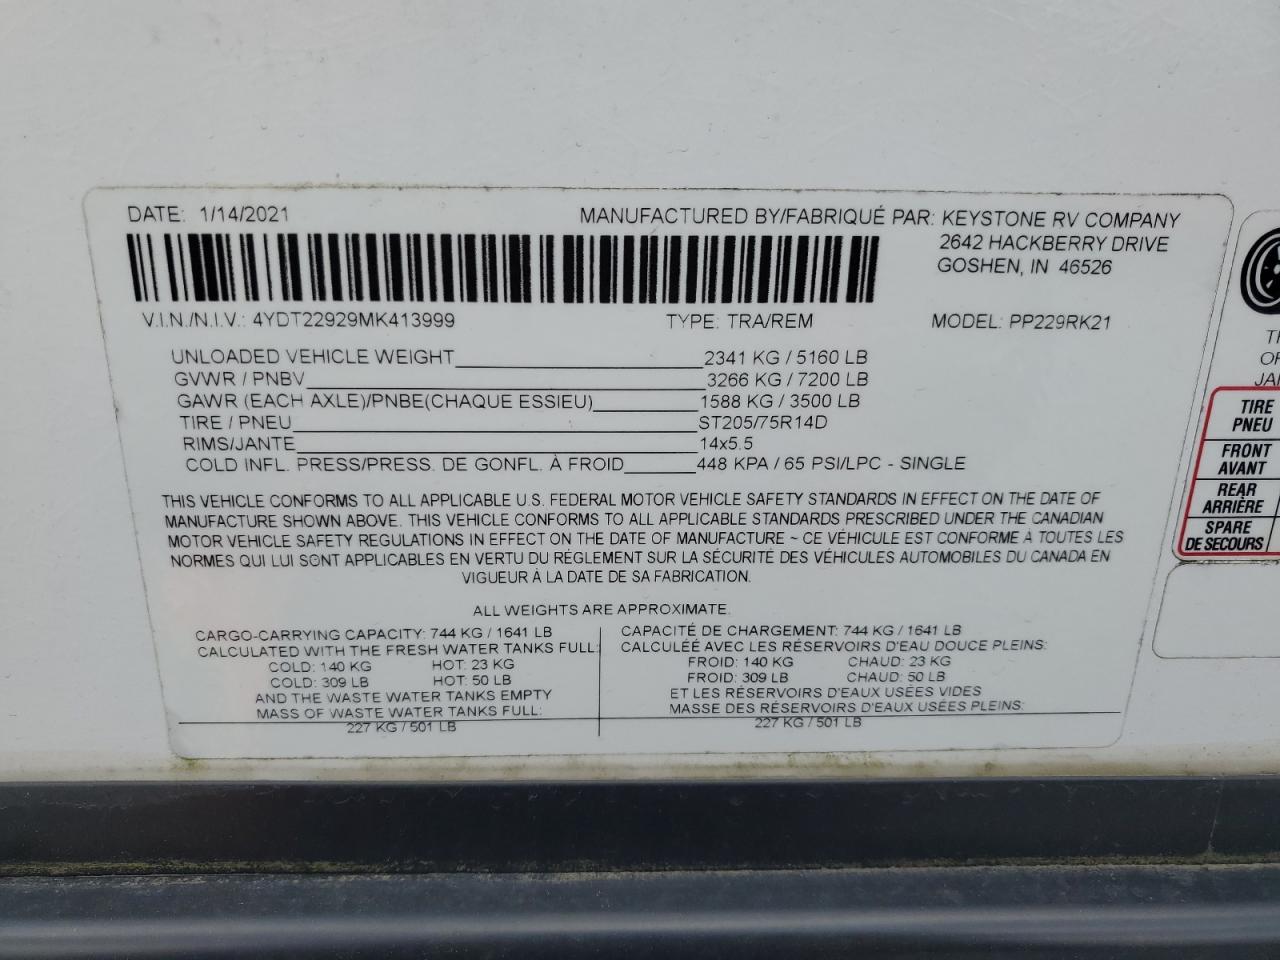 DATE: 1/14/2021
MANUFACTURED BY/FABRIQUÉ PAR: KEYSTONE RV COMPANY
2642 HACKBERRY DRIVE
GOSHEN, IN 46526
V.I.N./N.I.V.: 4YDT22929MK413999 TYPE: TRA/REM MODEL: PP229RK21
UNLOADED VEHICLE WEIGHT 2341 KG / 5160 LB
GVWR / PNBV 3266 KG / 7200 LB
GAWR (EACH AXLE)/PNBE(CHAQUE ESSIEU) 1588 KG / 3500 LB
TIRE / PNEU ST205/75R14D
RIMS/JANTE 14x5.5
COLD INFL. PRESS/PRESS. DE GONFL. À FROID 448 KPA / 65 PSI/LPC - SINGLE
THIS VEHICLE CONFORMS TO ALL APPLICABLE U.S. FEDERAL MOTOR VEHICLE SAFETY STANDARDS IN EFFECT ON THE DATE OF
MANUFACTURE SHOWN ABOVE. THIS VEHICLE CONFORMS TO ALL APPLICABLE STANDARDS PRESCRIBED UNDER THE CANADIAN
MOTOR VEHICLE SAFETY REGULATIONS IN EFFECT ON THE DATE OF MANUFACTURE ~ CE VÉHICULE EST CONFORME À TOUTES LES
NORMES QUI LUI SONT APPLICABLES EN VERTU DU RÈGLEMENT SUR LA SÉCURITÉ DES VÉHICULES AUTOMOBILES DU CANADA EN
VIGUEUR À LA DATE DE SA FABRICATION.
ALL WEIGHTS ARE APPROXIMATE.
CARGO-CARRYING CAPACITY: 744 KG / 1641 LB
CALCULATED WITH THE FRESH WATER TANKS FULL:
COLD: 140 KG HOT: 23 KG
COLD: 309 LB HOT: 50 LB
AND THE WASTE WATER TANKS EMPTY
MASS OF WASTE WATER TANKS FULL:
227 KG / 501 LB
CAPACITÉ DE CHARGEMENT: 744 KG / 1641 LB
CALCULÉE AVEC LES RÉSERVOIRS D'EAU DOUCE PLEINS:
FROID: 140 KG CHAUD: 23 KG
FROID: 309 LB CHAUD: 50 LB
ET LES RÉSERVOIRS D'EAUX USÉES VIDES
MASSE DES RÉSERVOIRS D'EAUX USÉES PLEINS:
227 KG / 501 LB
TIRE
PNEU
FRONT
AVANT
REAR
ARRIÈRE
SPARE
DE SECOURS